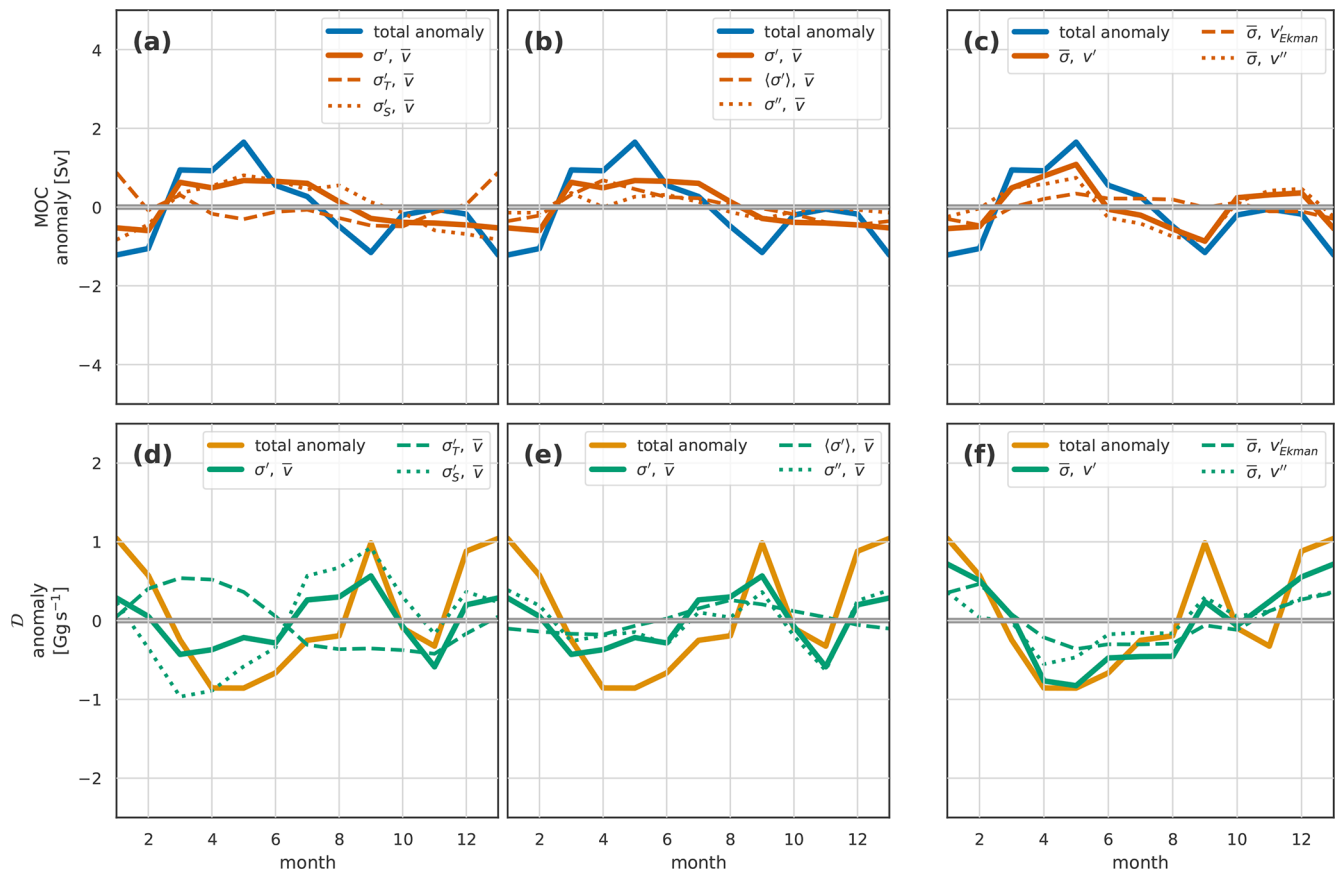 (a)
total anomaly
σ′, v̅
σ′_T, v̅
σ′_S, v̅
(b)
total anomaly
σ′, v̅
⟨σ′⟩, v̅
σ′′, v̅
(c)
total anomaly
σ̅, v′
σ̅, v′_Ekman
σ̅, v′′
MOC
anomaly [Sv]
4
2
0
−2
−4
(d)
total anomaly
σ′, v̅
σ′_T, v̅
σ′_S, v̅
(e)
total anomaly
σ′, v̅
⟨σ′⟩, v̅
σ′′, v̅
(f)
total anomaly
σ̅, v′
σ̅, v′_Ekman
σ̅, v′′
𝒟
anomaly
[Gg s⁻¹]
2
1
0
−1
−2
2 4 6 8 10 12
month
2 4 6 8 10 12
month
2 4 6 8 10 12
month